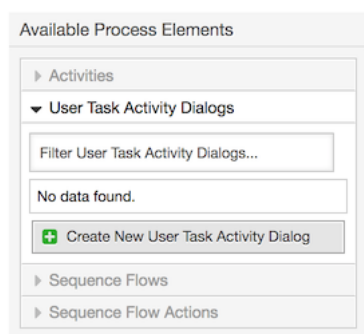 Available Process Elements
Activities
User Task Activity Dialogs
Filter User Task Activity Dialogs...
No data found.
Create New User Task Activity Dialog
Sequence Flows
Sequence Flow Actions